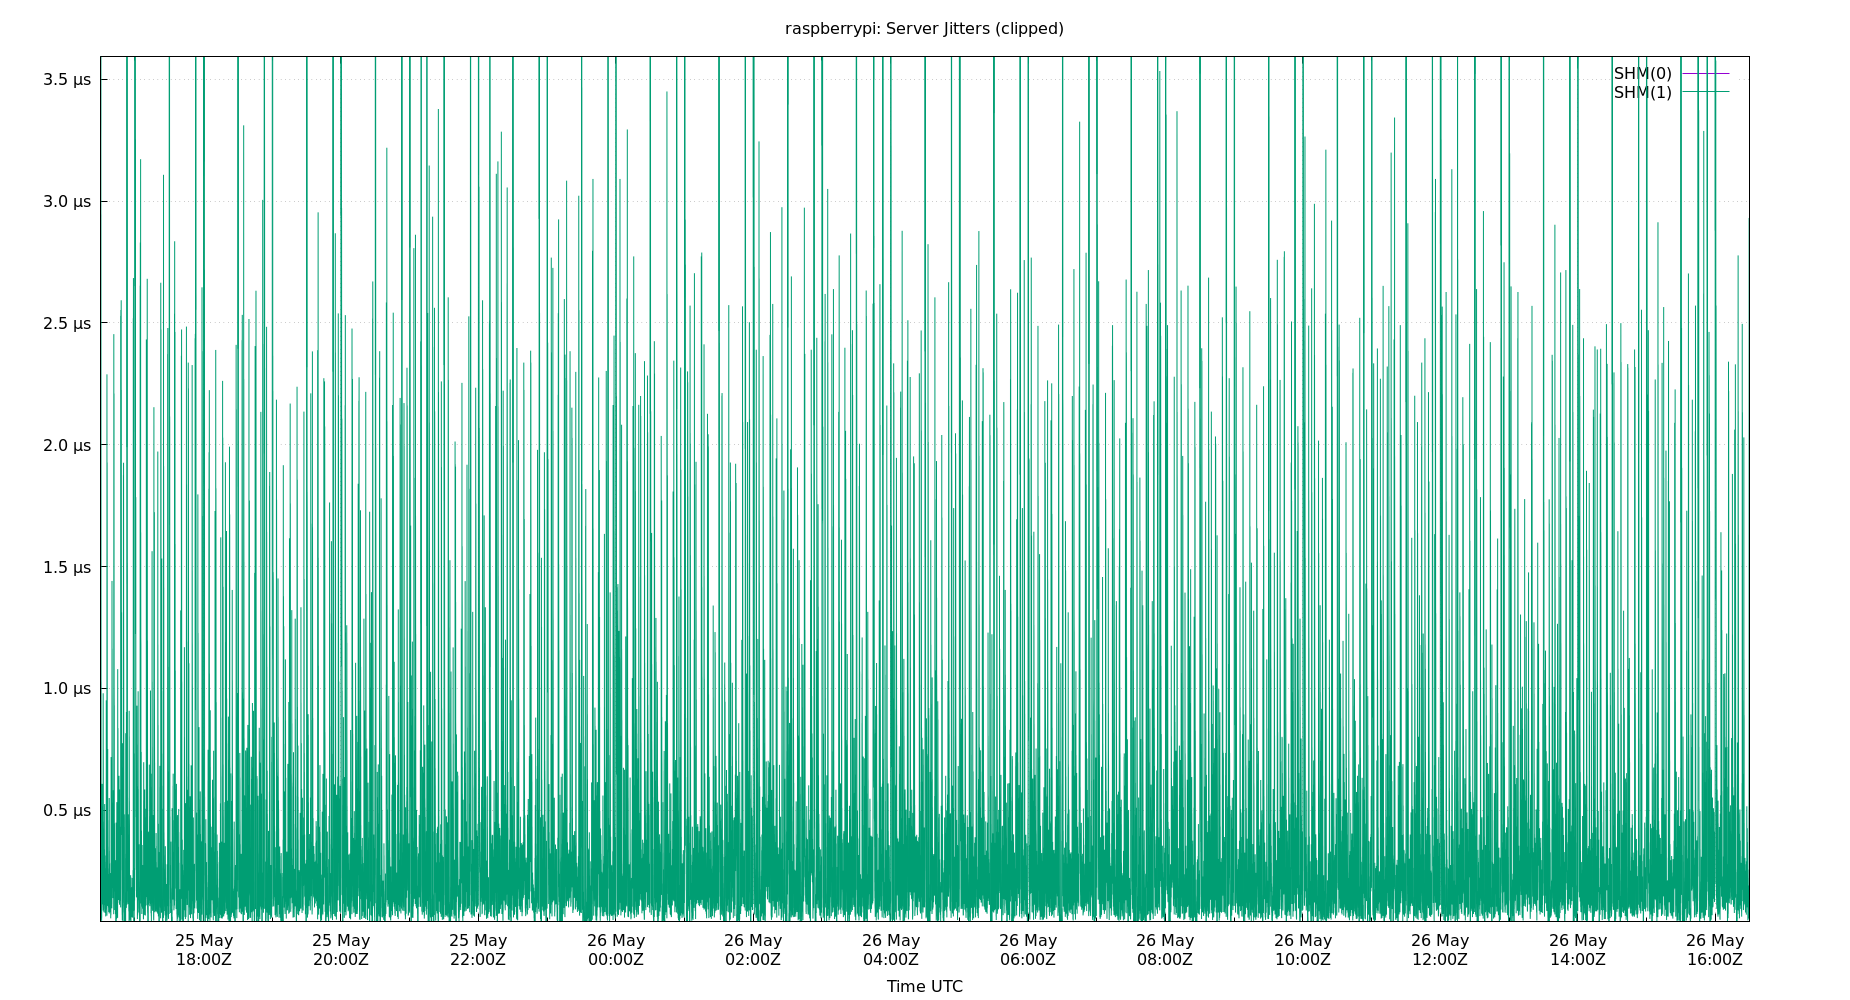 raspberrypi: Server Jitters (clipped)
SHM(0)
SHM(1)
3.5 µs
3.0 µs
2.5 µs
2.0 µs
1.5 µs
1.0 µs
0.5 µs
25 May 25 May 25 May 26 May 26 May 26 May 26 May 26 May 26 May 26 May 26 May 26 May
18:00Z 20:00Z 22:00Z 00:00Z 02:00Z 04:00Z 06:00Z 08:00Z 10:00Z 12:00Z 14:00Z 16:00Z
Time UTC